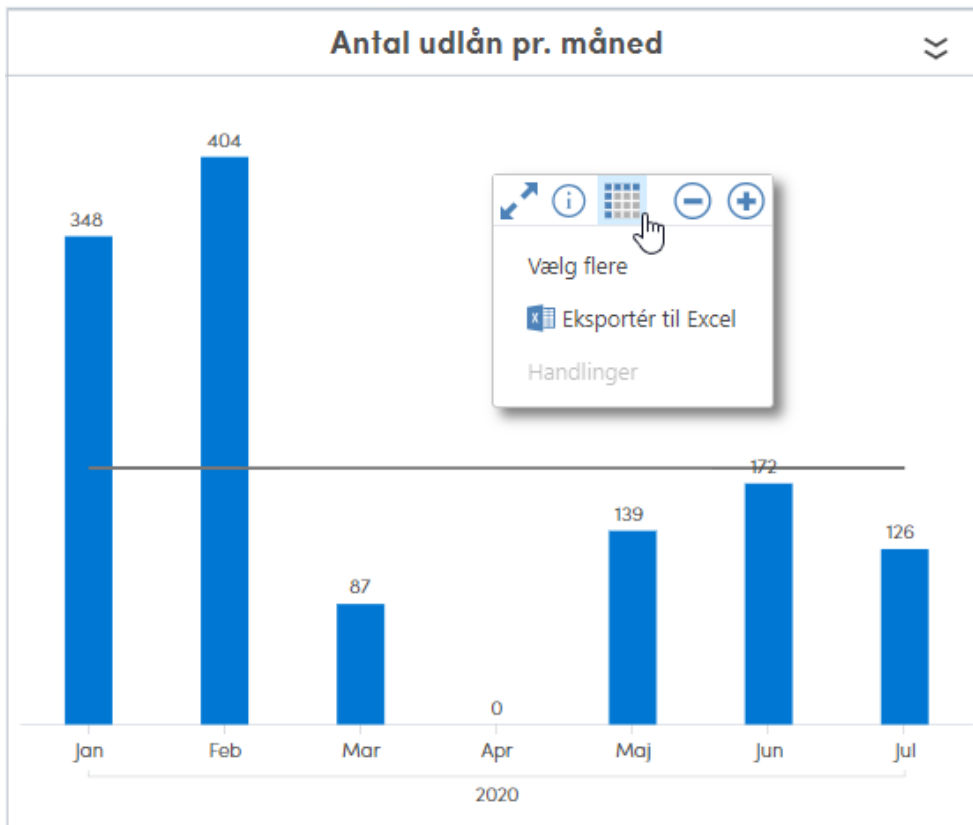 Antal udlån pr. måned
404
348
Vælg flere
Eksportér til Excel
Handlinger
172
139
126
87
0
Jan Feb Mar Apr Maj Jun Jul
2020